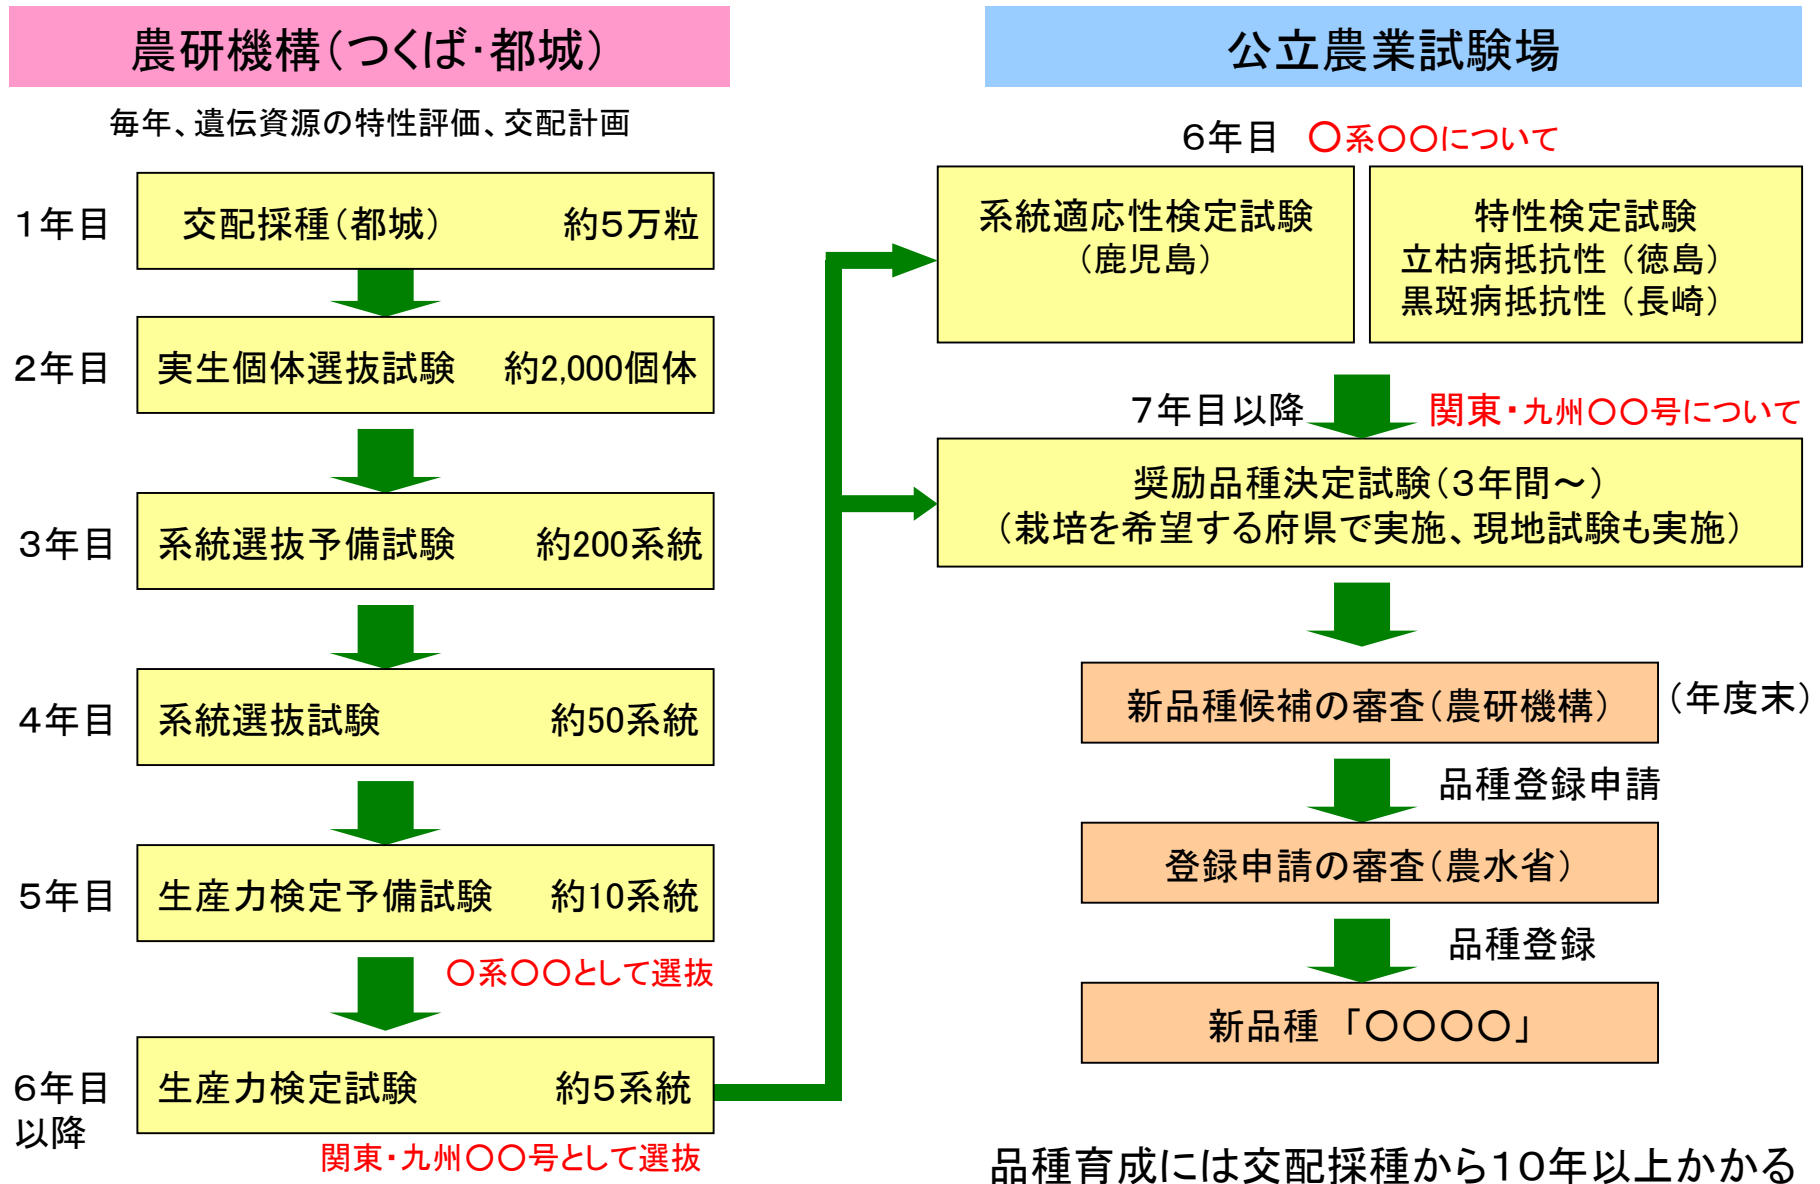 農研機構（つくば・都城）
毎年、遺伝資源の特性評価、交配計画
1年目
交配採種（都城） 約5万粒
2年目
実生個体選抜試験 約2,000個体
3年目
系統選抜予備試験 約200系統
4年目
系統選抜試験 約50系統
5年目
生産力検定予備試験 約10系統
〇系〇〇として選抜
6年目
以降
生産力検定試験 約5系統
関東・九州〇〇号として選抜
公立農業試験場
6年目 〇系〇〇について
系統適応性検定試験
（鹿児島）
特性検定試験
立枯病抵抗性（徳島）
黒斑病抵抗性（長崎）
7年目以降 関東・九州〇〇号について
奨励品種決定試験（3年間～）
（栽培を希望する府県で実施、現地試験も実施）
新品種候補の審査（農研機構） （年度末）
品種登録申請
登録申請の審査（農水省）
品種登録
新品種 「〇〇〇〇」
品種育成には交配採種から10年以上かかる